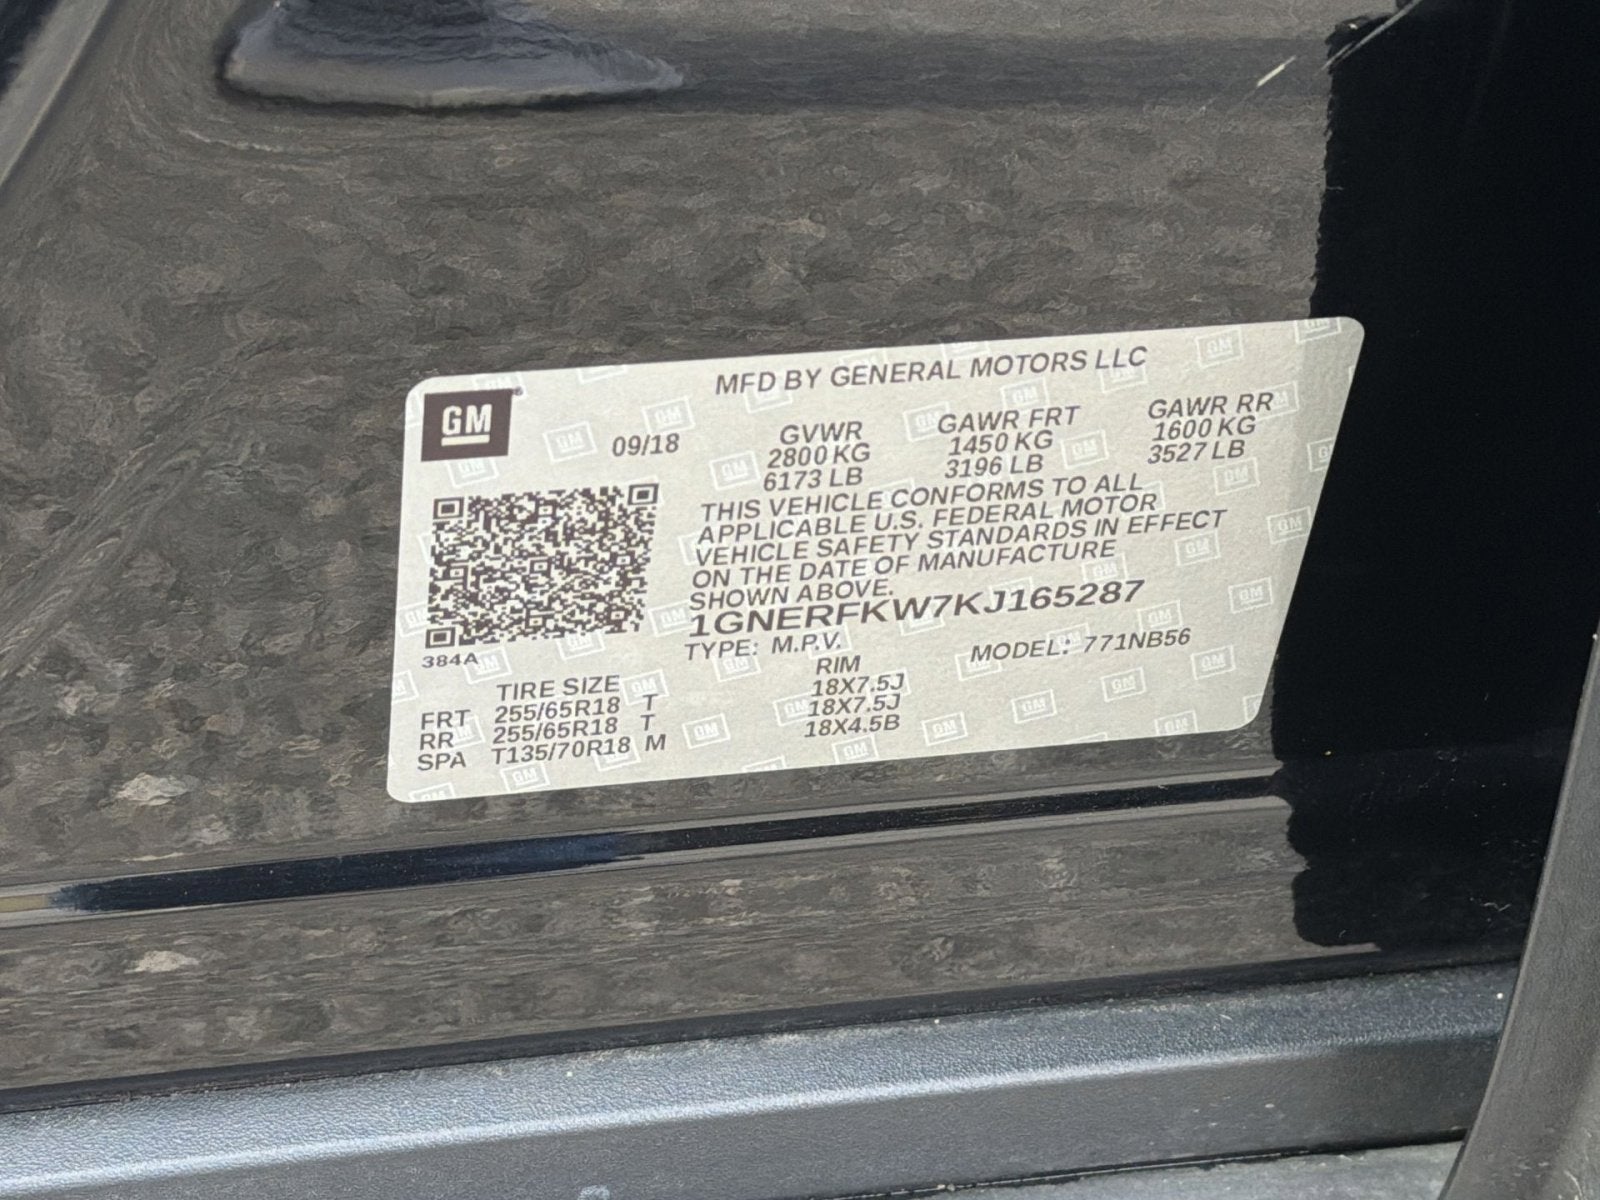 MFD BY GENERAL MOTORS LLC
GM
09/18
GVWR GAWR FRT GAWR RR
2800 KG 1450 KG 1600 KG
6173 LB 3196 LB 3527 LB
THIS VEHICLE CONFORMS TO ALL
APPLICABLE U.S. FEDERAL MOTOR
VEHICLE SAFETY STANDARDS IN EFFECT
ON THE DATE OF MANUFACTURE
SHOWN ABOVE.
1GNERFKW7KJ165287
TYPE: M.P.V. MODEL: 771NB56
384A
TIRE SIZE RIM
FRT 255/65R18 T 18X7.5J
RR 255/65R18 T 18X7.5J
SPA T135/70R18 M 18X4.5B